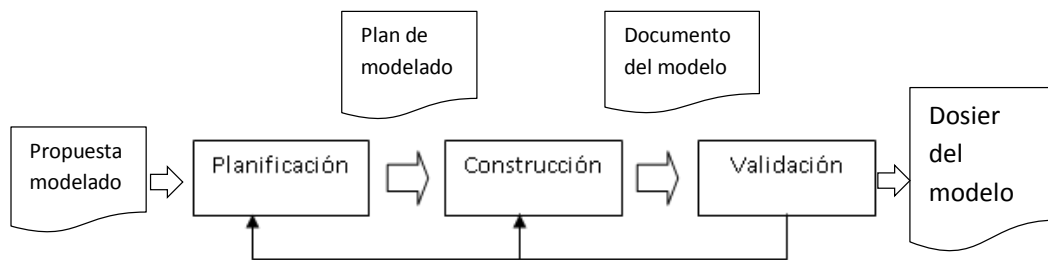 Plan de
modelado
Documento
del modelo
Dosier
del
modelo
Propuesta
modelado
Planificación
Construcción
Validación